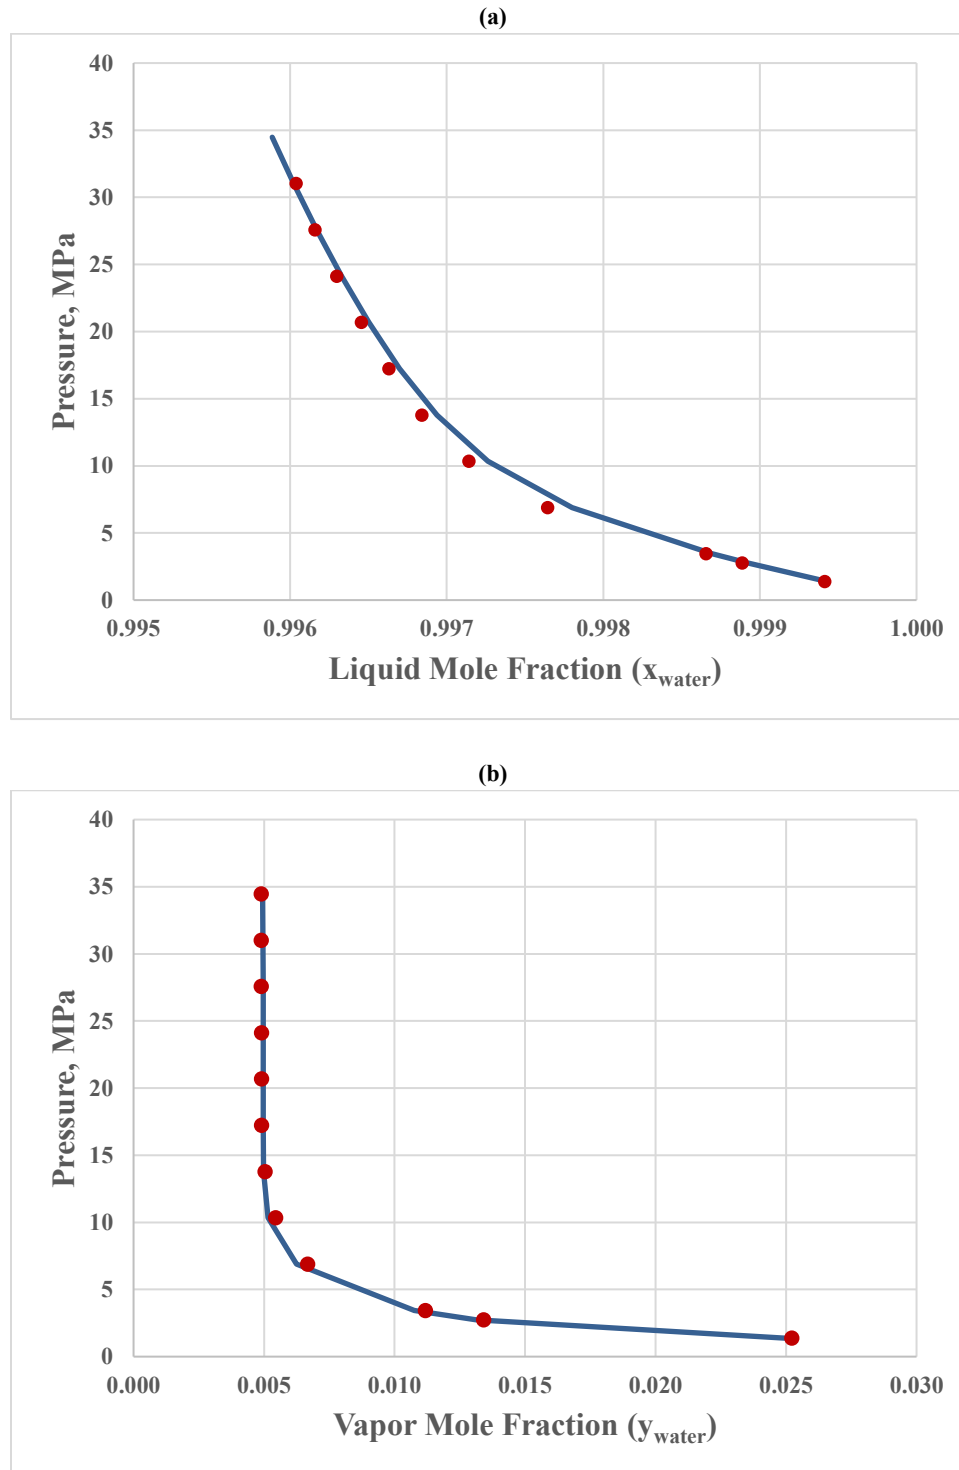 (a)
40
35
30
25
20
15
10
5
0
Pressure, MPa
0.995 0.996 0.997 0.998 0.999 1.000
Liquid Mole Fraction (xwater)
(b)
40
35
30
25
20
15
10
5
0
Pressure, MPa
0.000 0.005 0.010 0.015 0.020 0.025 0.030
Vapor Mole Fraction (ywater)